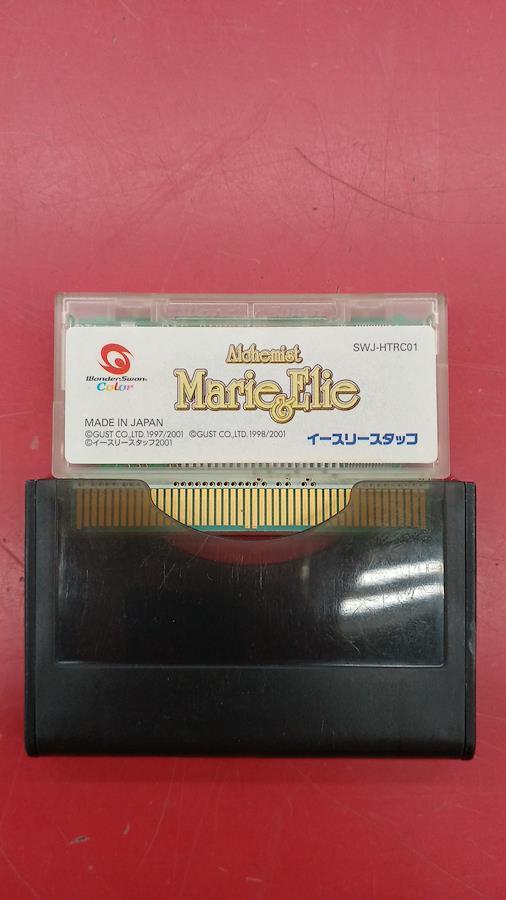 SWJ-HTRC01
WonderSwan
Color
Alchemist
Marie&Elie
MADE IN JAPAN
©GUST CO.,LTD. 1997/2001 ©GUST CO.,LTD. 1998/2001
©イースリースタッフ2001
イースリースタッフ